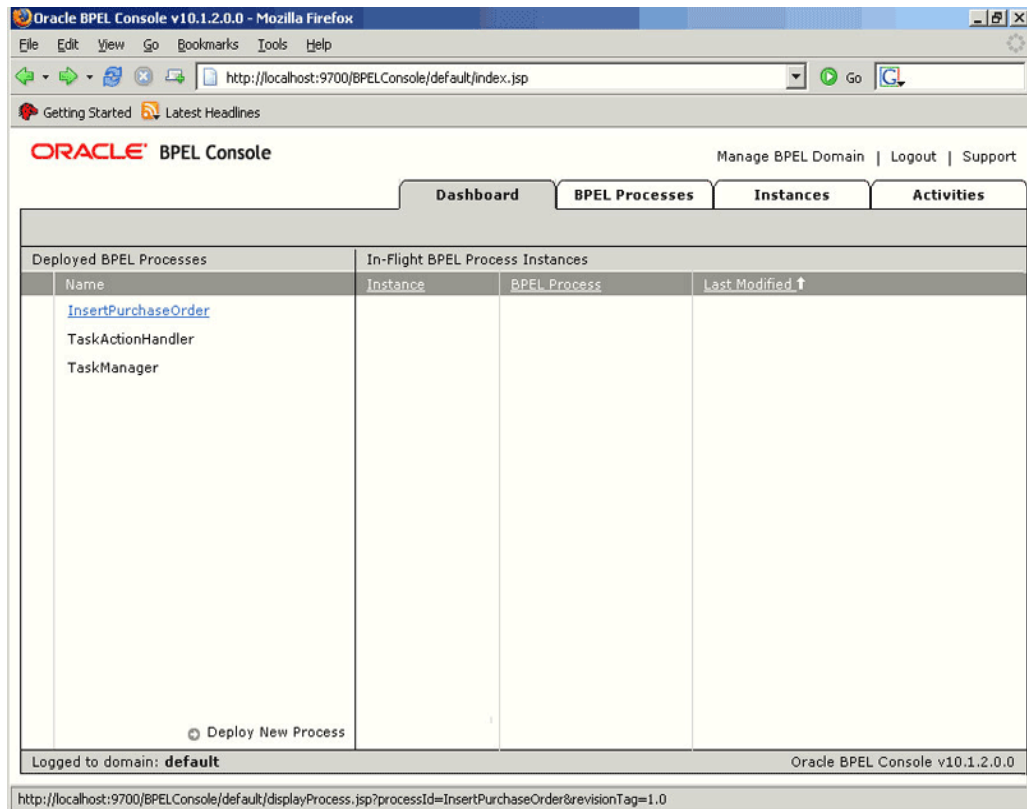 Oracle BPEL Console v10.1.2.0.0 - Mozilla Firefox
File Edit View Go Bookmarks Tools Help
http://localhost:9700/BPELConsole/default/index.jsp Go G
Getting Started Latest Headlines
ORACLE BPEL Console
Manage BPEL Domain | Logout | Support
Dashboard BPEL Processes Instances Activities
Deployed BPEL Processes In-Flight BPEL Process Instances
Name Instance BPEL Process Last Modified
InsertPurchaseOrder
TaskActionHandler
TaskManager
Deploy New Process
Logged to domain: default Oracle BPEL Console v10.1.2.0.0
http://localhost:9700/BPELConsole/default/displayProcess.jsp?processId=InsertPurchaseOrder&revisionTag=1.0